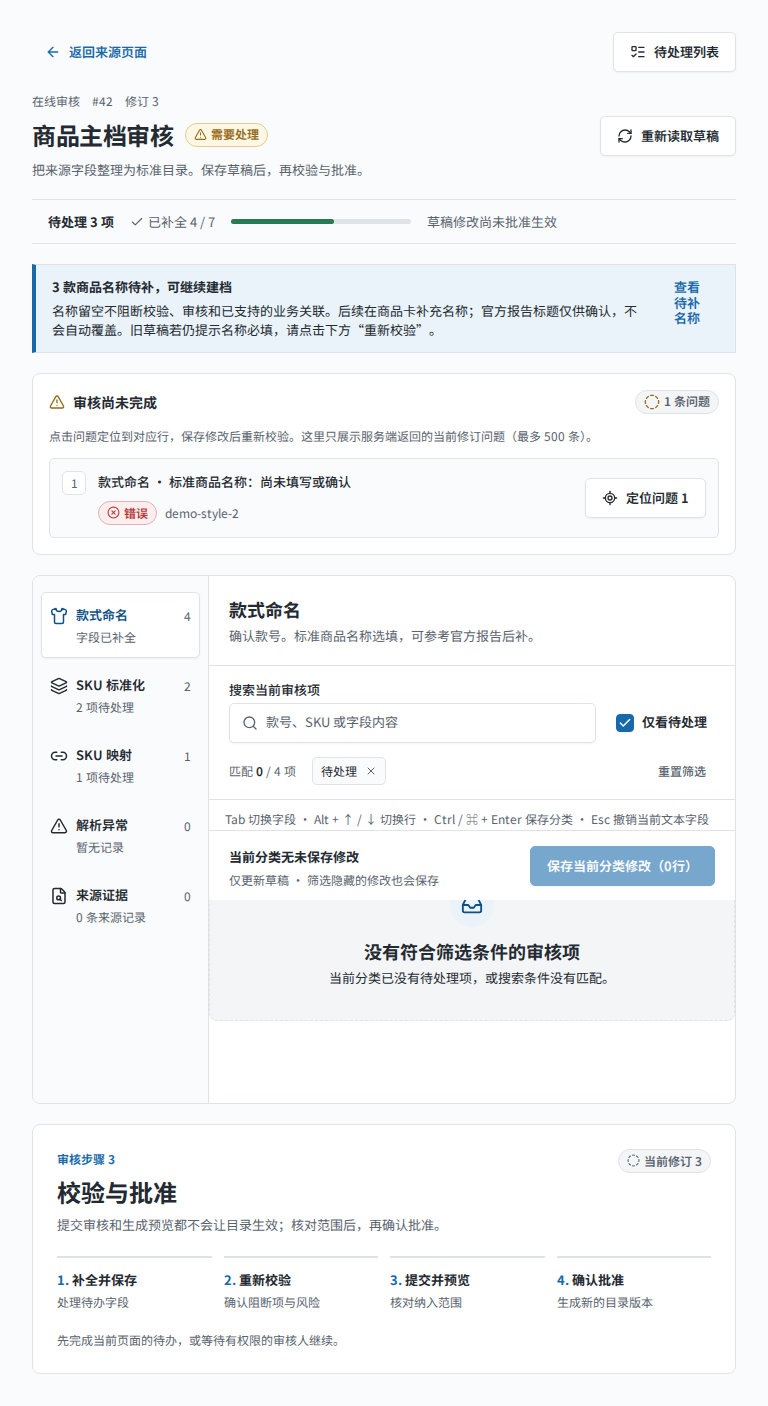 返回来源页面
待处理列表
在线审核 #42 修订 3
商品主档审核
需要处理
重新读取草稿
把来源字段整理为标准目录。保存草稿后，再校验与批准。
待处理 3 项
已补全 4 / 7
草稿修改尚未批准生效
3 款商品名称待补，可继续建档
名称留空不阻断校验、审核和已支持的业务关联。后续在商品卡补充名称；官方报告标题仅供确认，不
会自动覆盖。旧草稿若仍提示名称必填，请点击下方“重新校验”。
查看
待补
名称
审核尚未完成
1 条问题
点击问题定位到对应行，保存修改后重新校验。这里只展示服务端返回的当前修订问题（最多 500 条）。
1
款式命名 · 标准商品名称：尚未填写或确认
错误
demo-style-2
定位问题 1
款式命名 4
字段已补全
SKU 标准化 2
2 项待处理
SKU 映射 1
1 项待处理
解析异常 0
暂无记录
来源证据 0
0 条来源记录
款式命名
确认款号。标准商品名称选填，可参考官方报告后补。
搜索当前审核项
款号、SKU 或字段内容
仅看待处理
匹配 0 / 4 项
待处理 ×
重置筛选
Tab 切换字段 · Alt + ↑ / ↓ 切换行 · Ctrl / ⌘ + Enter 保存分类 · Esc 撤销当前文本字段
当前分类无未保存修改
仅更新草稿 · 筛选隐藏的修改也会保存
保存当前分类修改（0行）
没有符合筛选条件的审核项
当前分类已没有待处理项，或搜索条件没有匹配。
审核步骤 3
当前修订 3
校验与批准
提交审核和生成预览都不会让目录生效；核对范围后，再确认批准。
1. 补全并保存
处理待办字段
2. 重新校验
确认阻断项与风险
3. 提交并预览
核对纳入范围
4. 确认批准
生成新的目录版本
先完成当前页面的待办，或等待有权限的审核人继续。